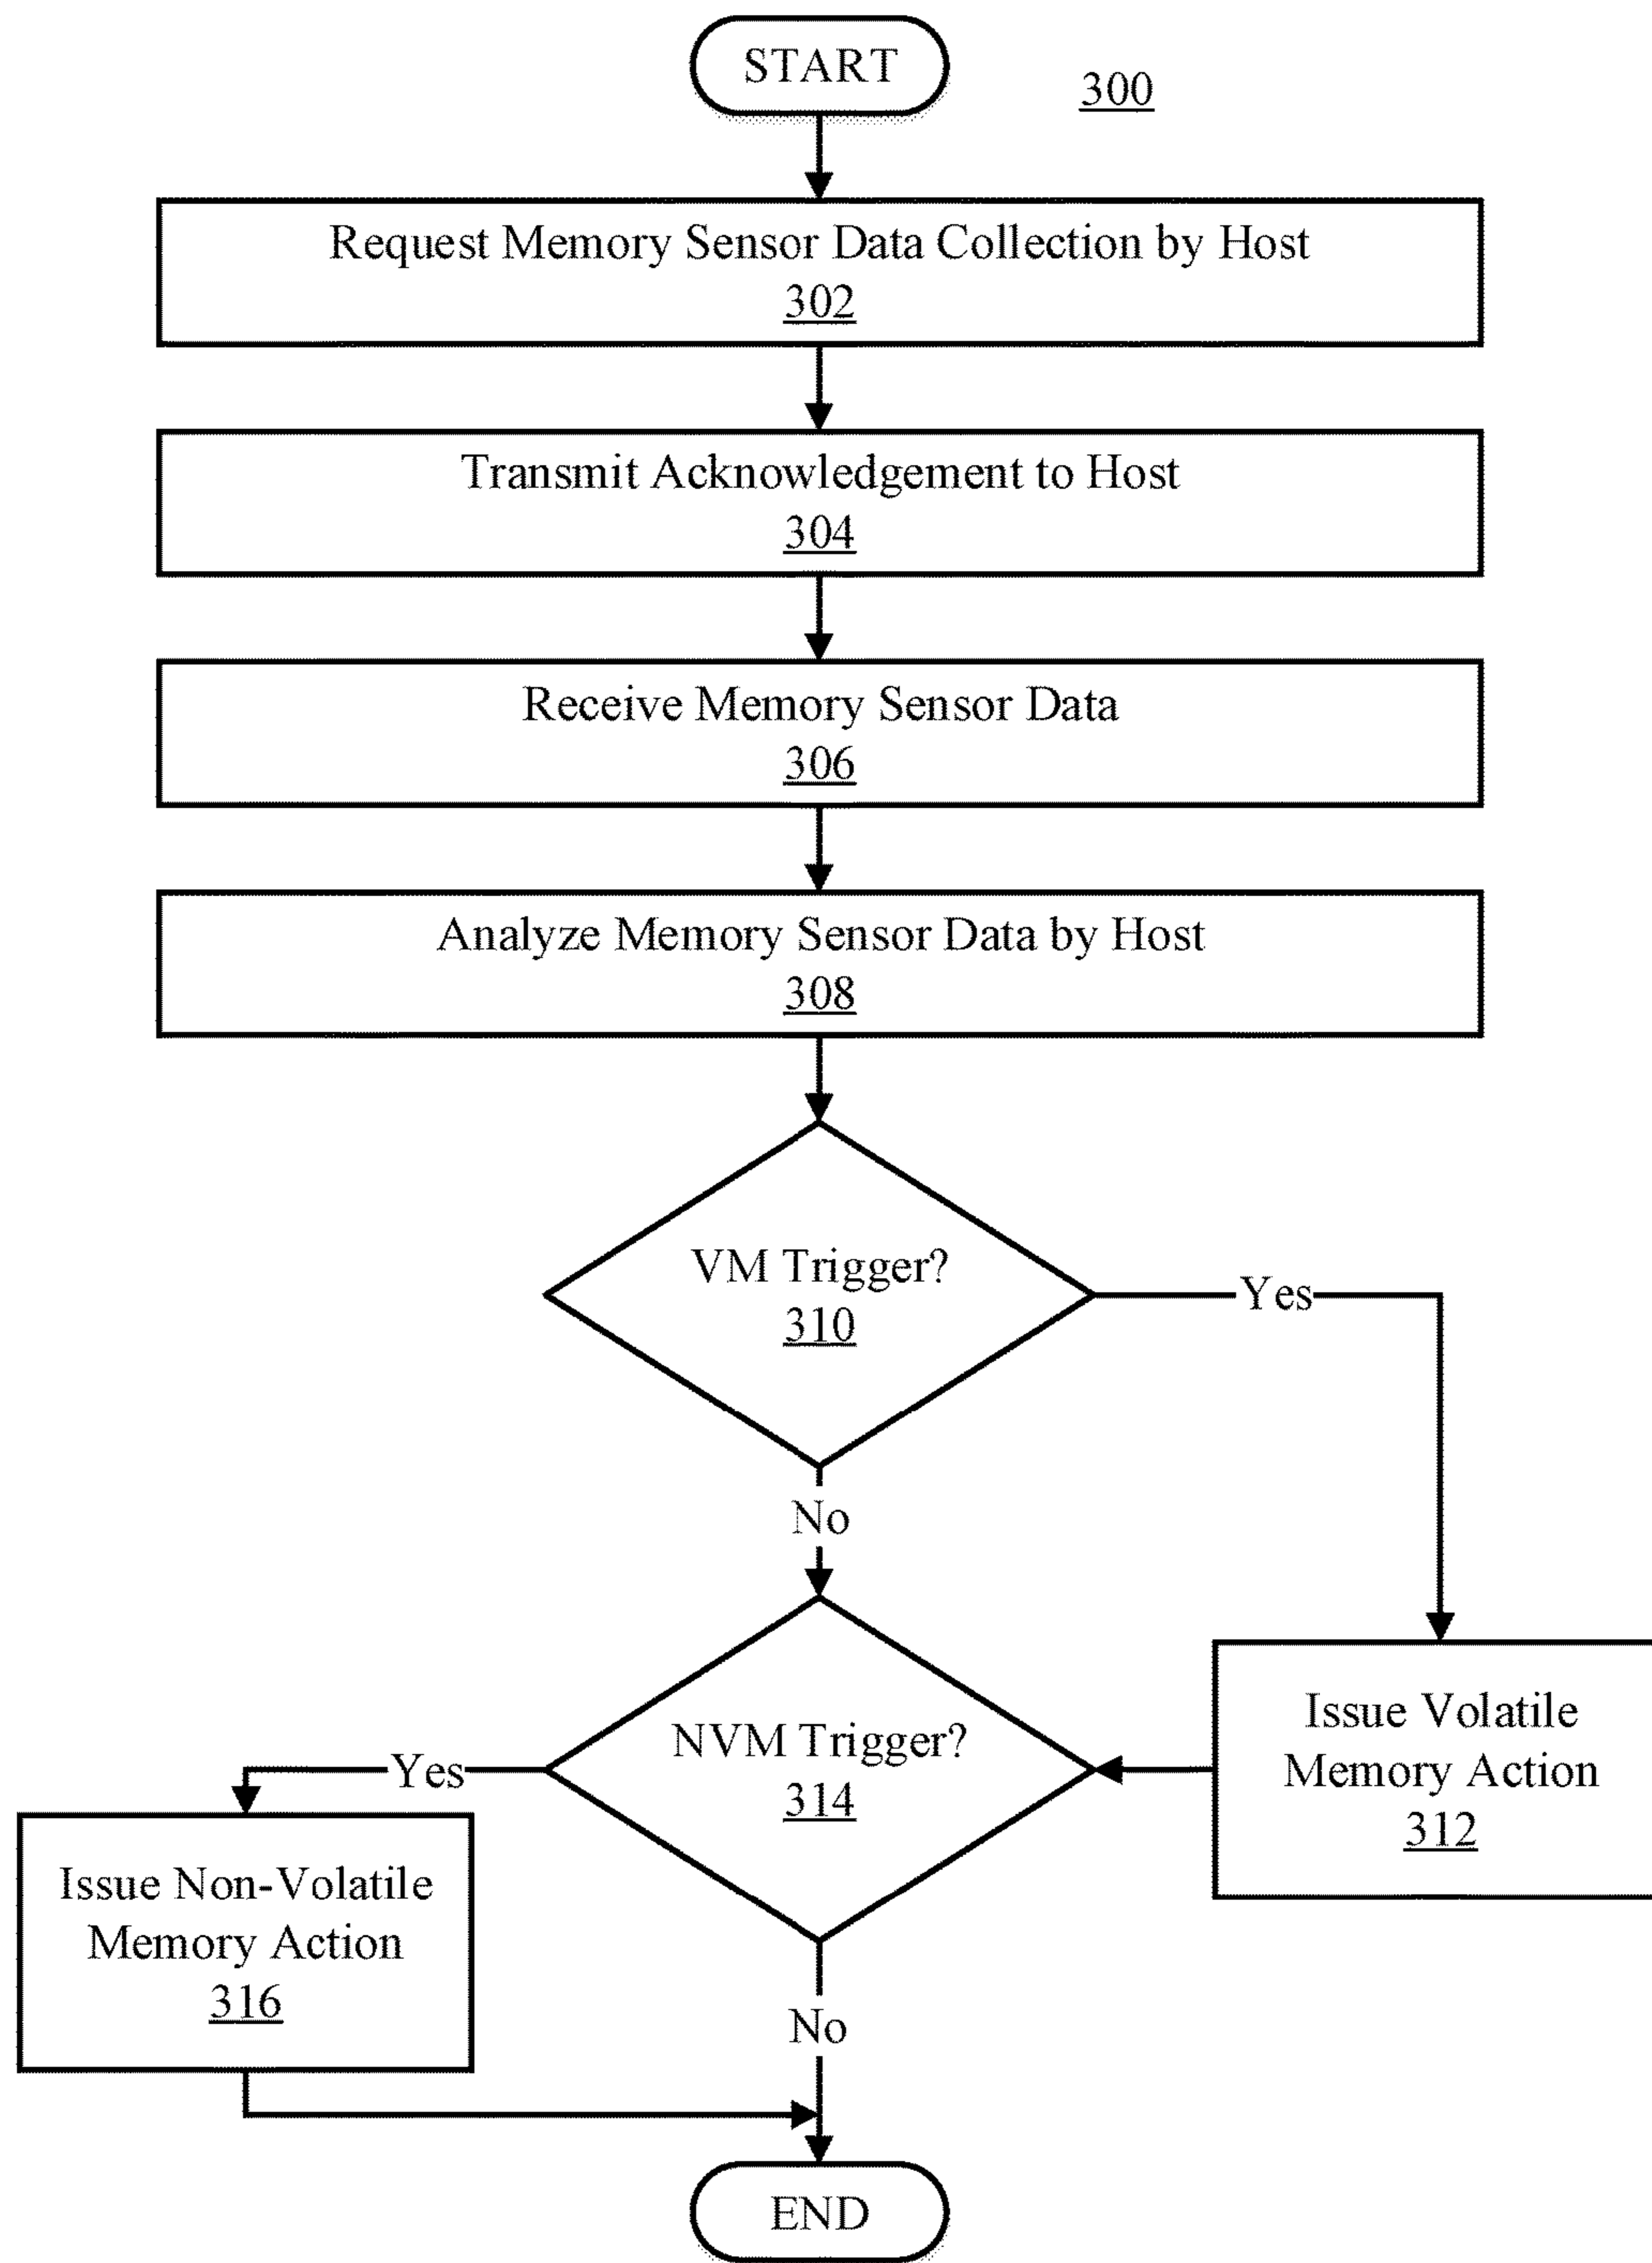 START
300
Request Memory Sensor Data Collection by Host
302
Transmit Acknowledgement to Host
304
Receive Memory Sensor Data
306
Analyze Memory Sensor Data by Host
308
VM Trigger?
310
Yes
No
NVM Trigger?
314
Yes
Issue Volatile
Memory Action
312
Issue Non-Volatile
Memory Action
316
No
END